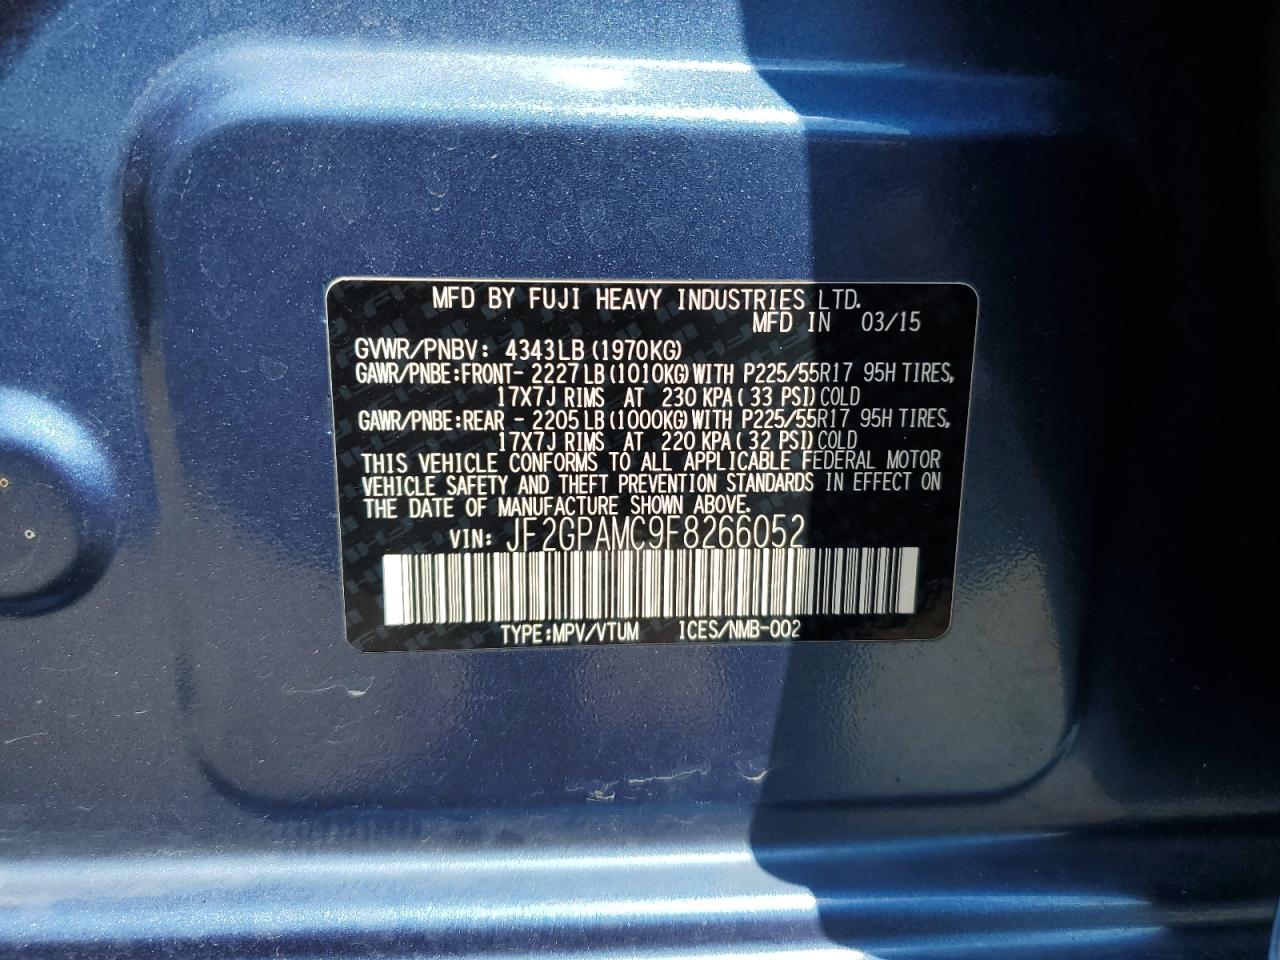 MFD BY FUJI HEAVY INDUSTRIES LTD.
MFD IN 03/15
GVWR/PNBV: 4343LB (1970KG)
GAWR/PNBE:FRONT- 2227LB (1010KG) WITH P225/55R17 95H TIRES,
17X7J RIMS AT 230 KPA (33 PSI) COLD
GAWR/PNBE:REAR - 2205LB (1000KG) WITH P225/55R17 95H TIRES,
17X7J RIMS AT 220 KPA (32 PSI) COLD
THIS VEHICLE CONFORMS TO ALL APPLICABLE FEDERAL MOTOR
VEHICLE SAFETY AND THEFT PREVENTION STANDARDS IN EFFECT ON
THE DATE OF MANUFACTURE SHOWN ABOVE.
VIN: JF2GPAMC9F8266052
TYPE:MPV/VTUM ICES/NMB-002